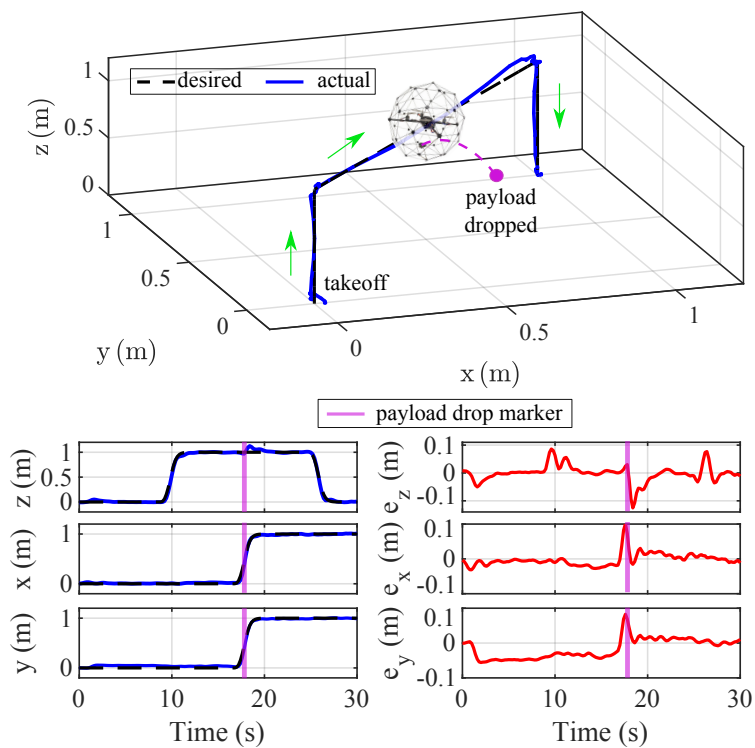 desired actual
z (m)
1
0.5
0
1
0.5
0
y (m)
0
0.5
1
x (m)
takeoff
payload
dropped
payload drop marker
z (m)
1
0.5
0
x (m)
1
0
y (m)
1
0
0 10 20 30
Time (s)
e_z (m)
0.1
0
-0.1
e_x (m)
0.1
0
-0.1
e_y (m)
0.1
0
-0.1
0 10 20 30
Time (s)